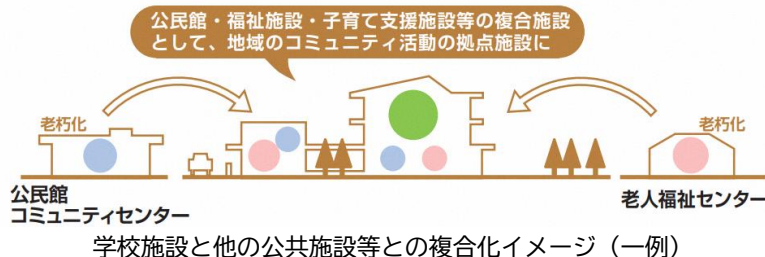 公民館・福祉施設・子育て支援施設等の複合施設
として、地域のコミュニティ活動の拠点施設に
老朽化
老朽化
公民館
コミュニティセンター
老人福祉センター
学校施設と他の公共施設等との複合化イメージ（一例）